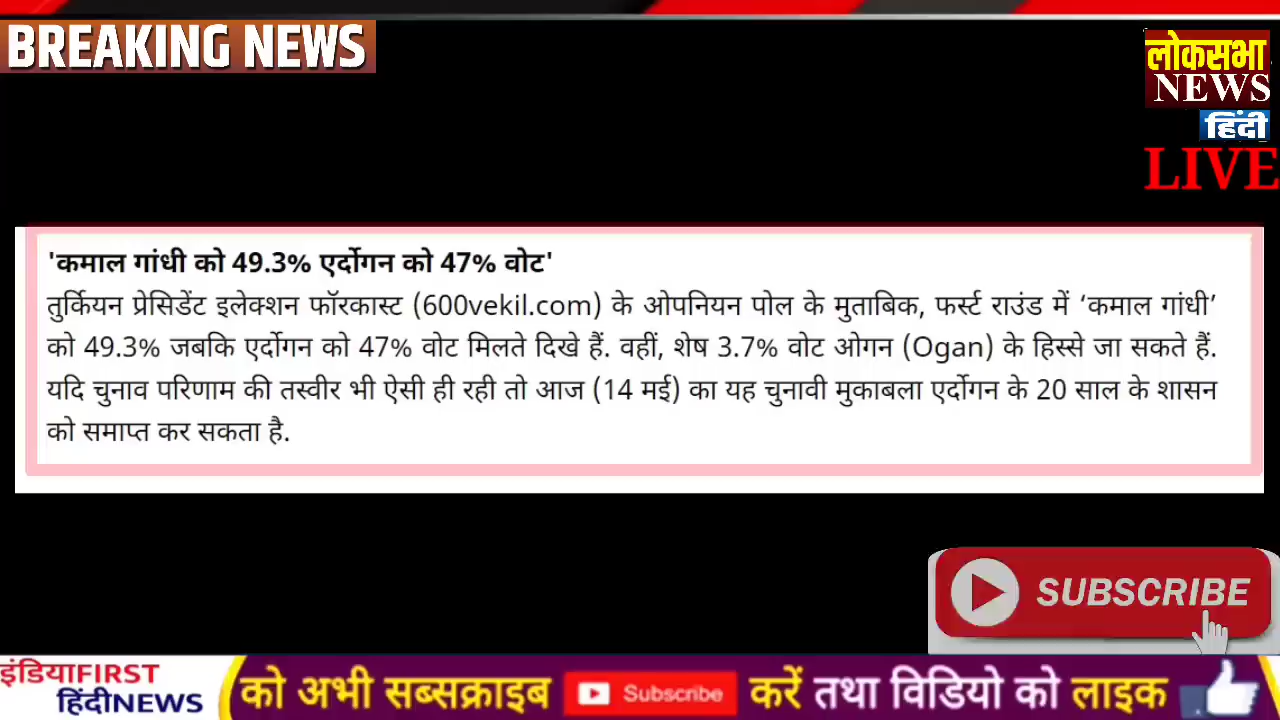 BREAKING NEWS
लोकसभा
NEWS
हिंदी
LIVE
'कमाल गांधी को 49.3% एर्दोगन को 47% वोट'
तुर्कियन प्रेसिडेंट इलेक्शन फॉरकास्ट (600vekil.com) के ओपनियन पोल के मुताबिक, फर्स्ट राउंड में ‘कमाल गांधी’
को 49.3% जबकि एर्दोगन को 47% वोट मिलते दिखे हैं. वहीं, शेष 3.7% वोट ओगन (Ogan) के हिस्से जा सकते हैं.
यदि चुनाव परिणाम की तस्वीर भी ऐसी ही रही तो आज (14 मई) का यह चुनावी मुकाबला एर्दोगन के 20 साल के शासन
को समाप्त कर सकता है.
SUBSCRIBE
इंडियाFIRST
हिंदीNEWS
को अभी सब्सक्राइब Subscribe करें तथा विडियो को लाइक